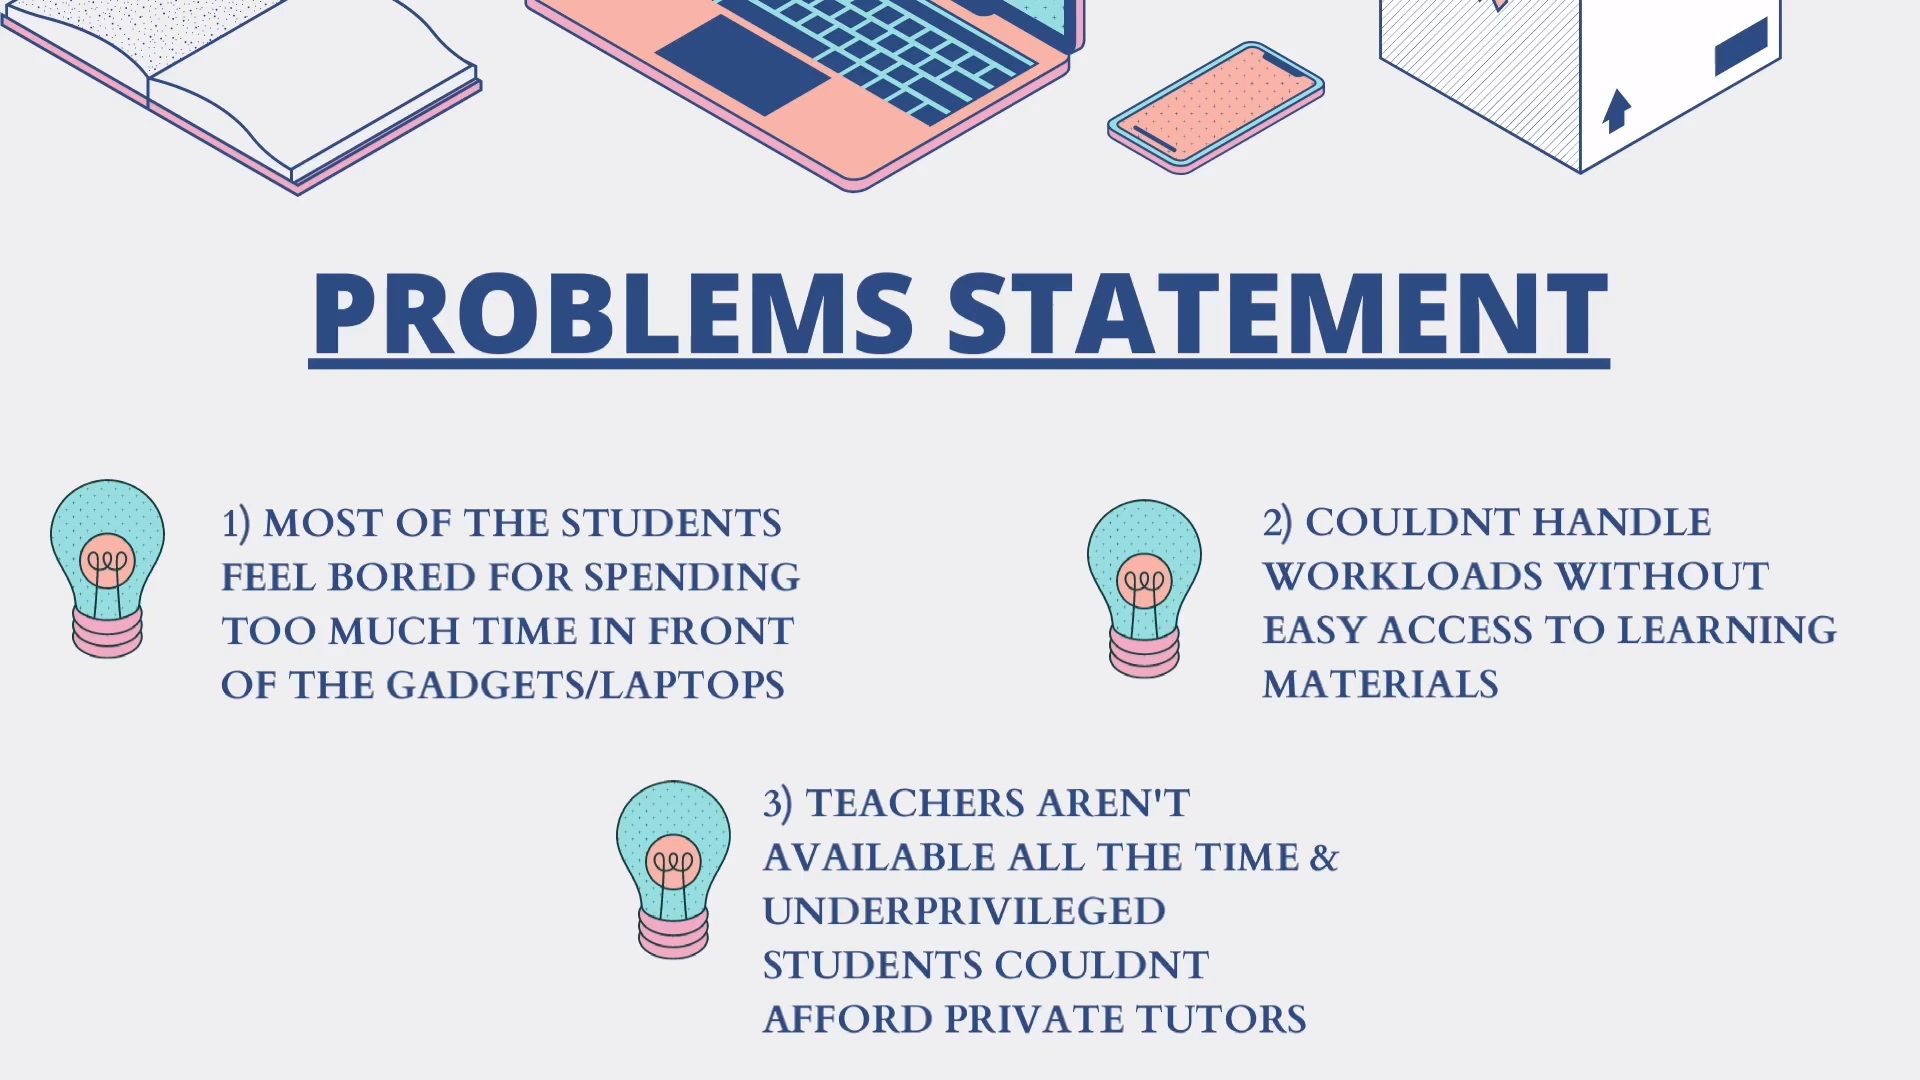 PROBLEMS STATEMENT
1) MOST OF THE STUDENTS
FEEL BORED FOR SPENDING
TOO MUCH TIME IN FRONT
OF THE GADGETS/LAPTOPS
2) COULDNT HANDLE
WORKLOADS WITHOUT
EASY ACCESS TO LEARNING
MATERIALS
3) TEACHERS AREN'T
AVAILABLE ALL THE TIME &
UNDERPRIVILEGED
STUDENTS COULDNT
AFFORD PRIVATE TUTORS